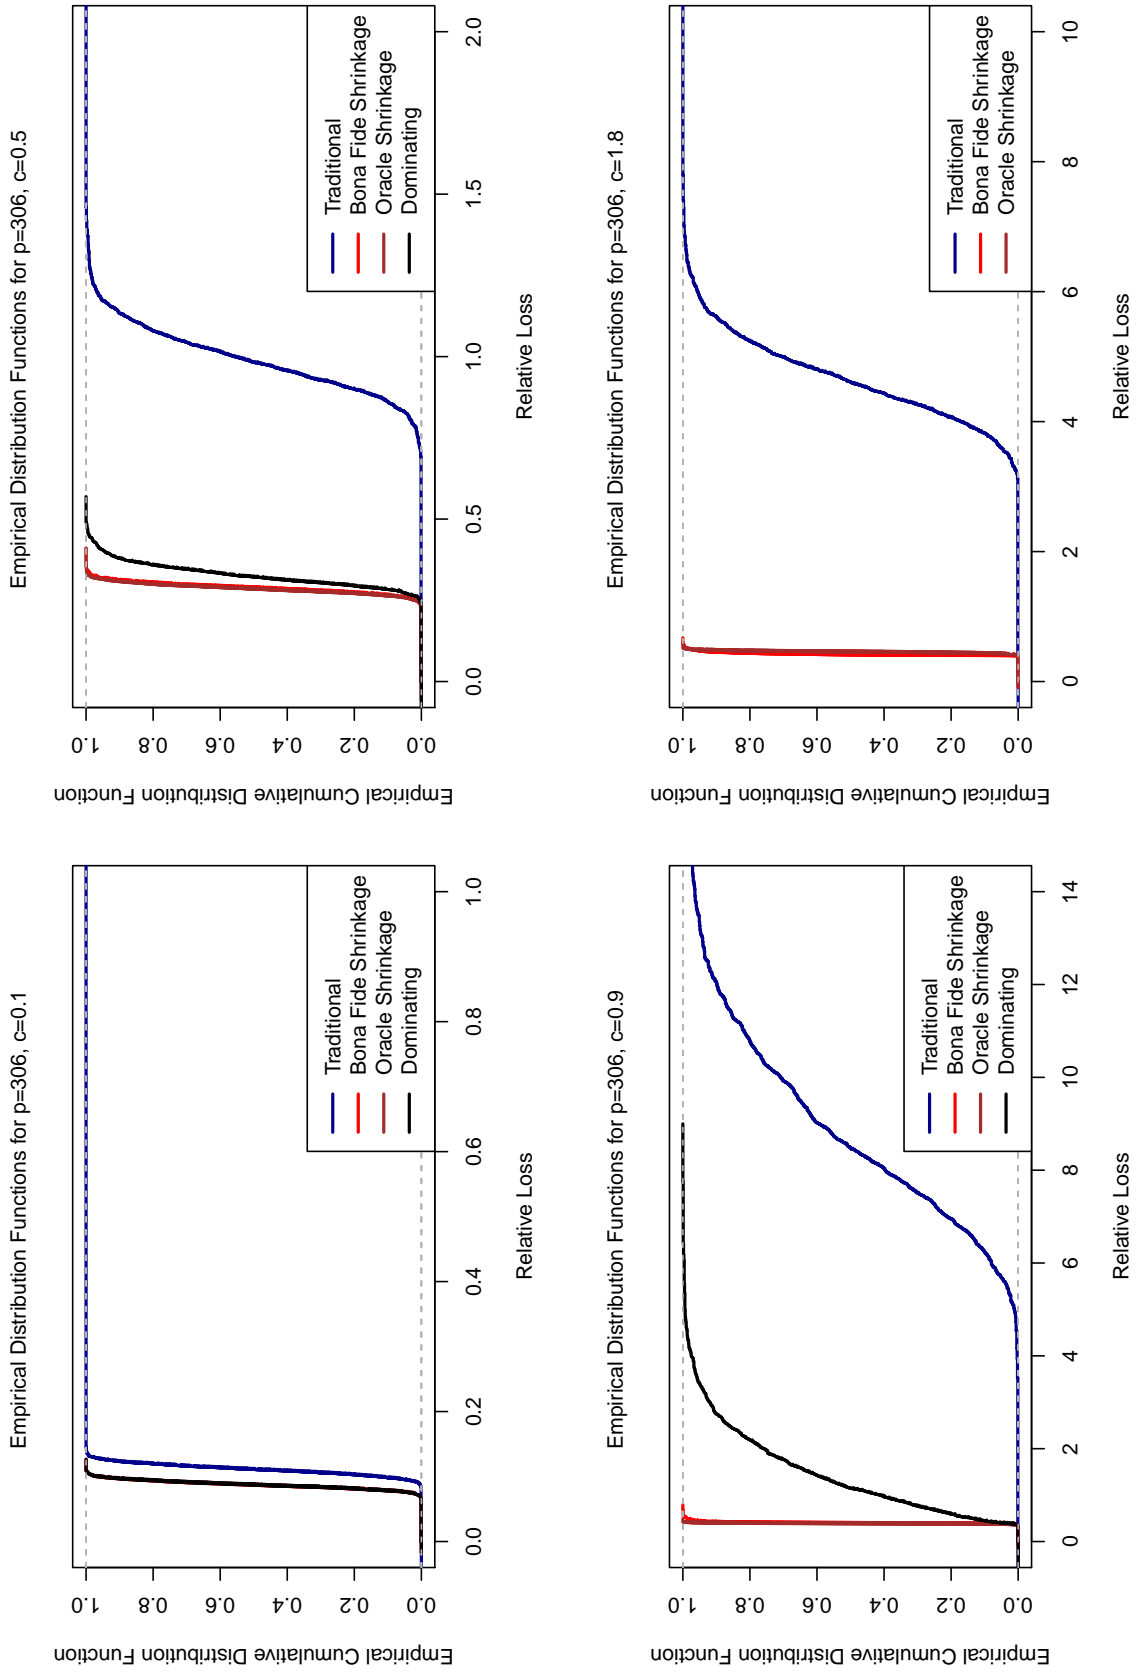 Empirical Distribution Functions for p=306, c=0.1
Empirical Cumulative Distribution Function
0.0
0.2
0.4
0.6
0.8
1.0
0.0
0.2
0.4
0.6
0.8
1.0
Relative Loss
Traditional
Bona Fide Shrinkage
Oracle Shrinkage
Dominating
Empirical Distribution Functions for p=306, c=0.5
Empirical Cumulative Distribution Function
0.0
0.2
0.4
0.6
0.8
1.0
0.0
0.5
1.0
1.5
2.0
Relative Loss
Traditional
Bona Fide Shrinkage
Oracle Shrinkage
Dominating
Empirical Distribution Functions for p=306, c=0.9
Empirical Cumulative Distribution Function
0.0
0.2
0.4
0.6
0.8
1.0
0
2
4
6
8
10
12
14
Relative Loss
Traditional
Bona Fide Shrinkage
Oracle Shrinkage
Dominating
Empirical Distribution Functions for p=306, c=1.8
Empirical Cumulative Distribution Function
0.0
0.2
0.4
0.6
0.8
1.0
0
2
4
6
8
10
Relative Loss
Traditional
Bona Fide Shrinkage
Oracle Shrinkage